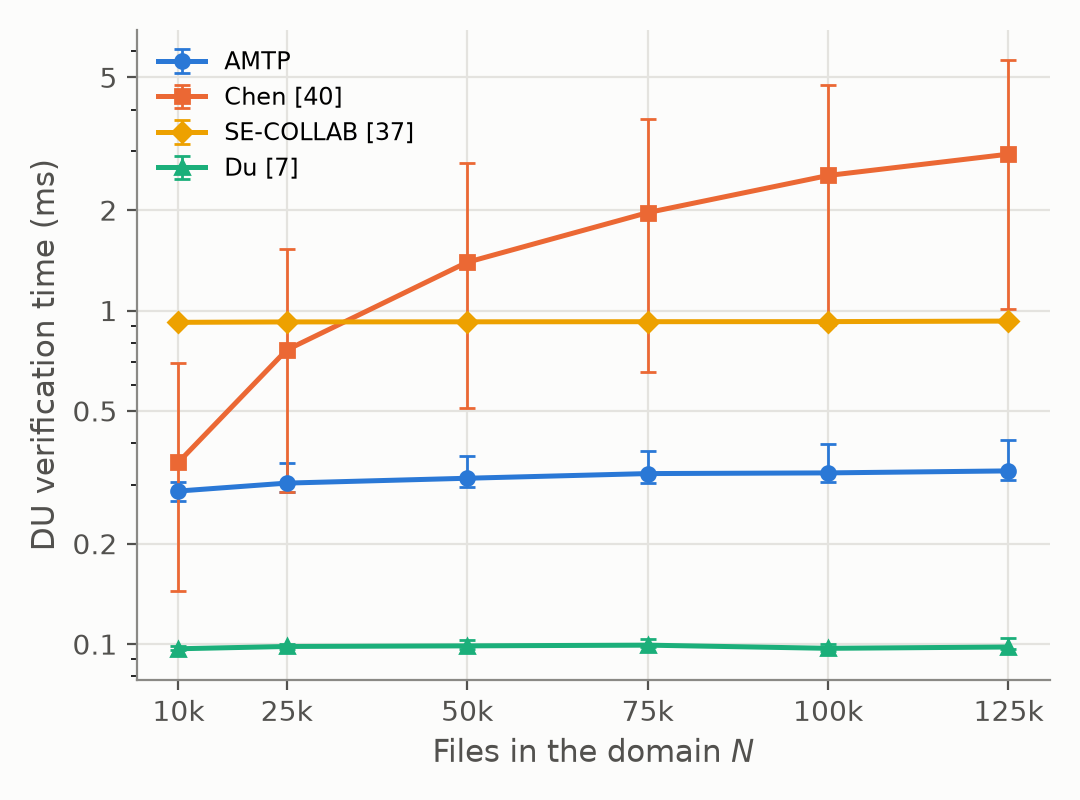 AMTP
Chen [40]
SE-COLLAB [37]
Du [7]
DU verification time (ms)
5
2
1
0.5
0.2
0.1
10k 25k 50k 75k 100k 125k
Files in the domain N